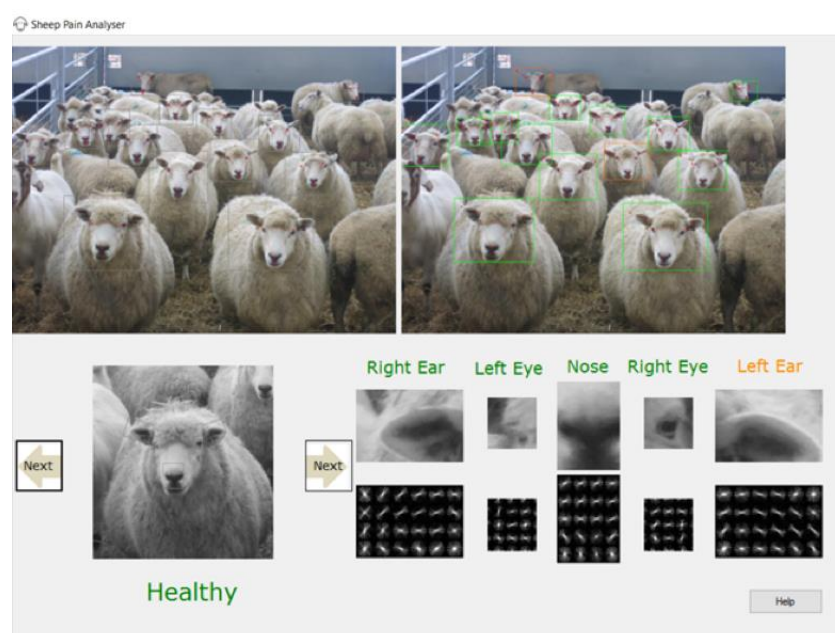 Sheep Pain Analyser
Right Ear Left Eye Nose Right Eye Left Ear
Next
Next
Healthy
Help